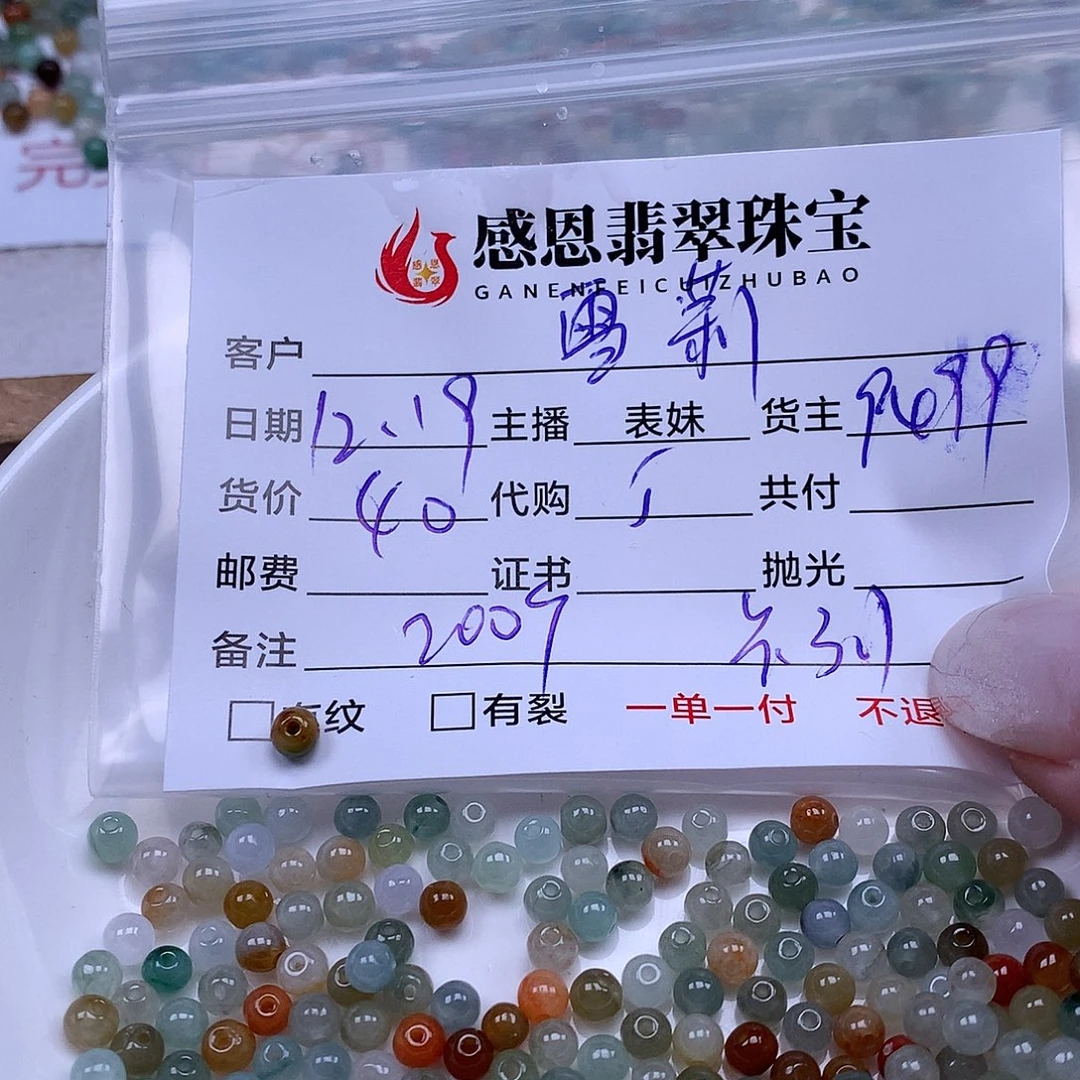 完
感恩翡翠珠宝
GANENFEICUIZHUBAO
客户
日期 12.19 主播 表妹 货主
货价 40 代购 共付
邮费 证书 抛光
备注 2009
有纹 有裂 一单一付 不退